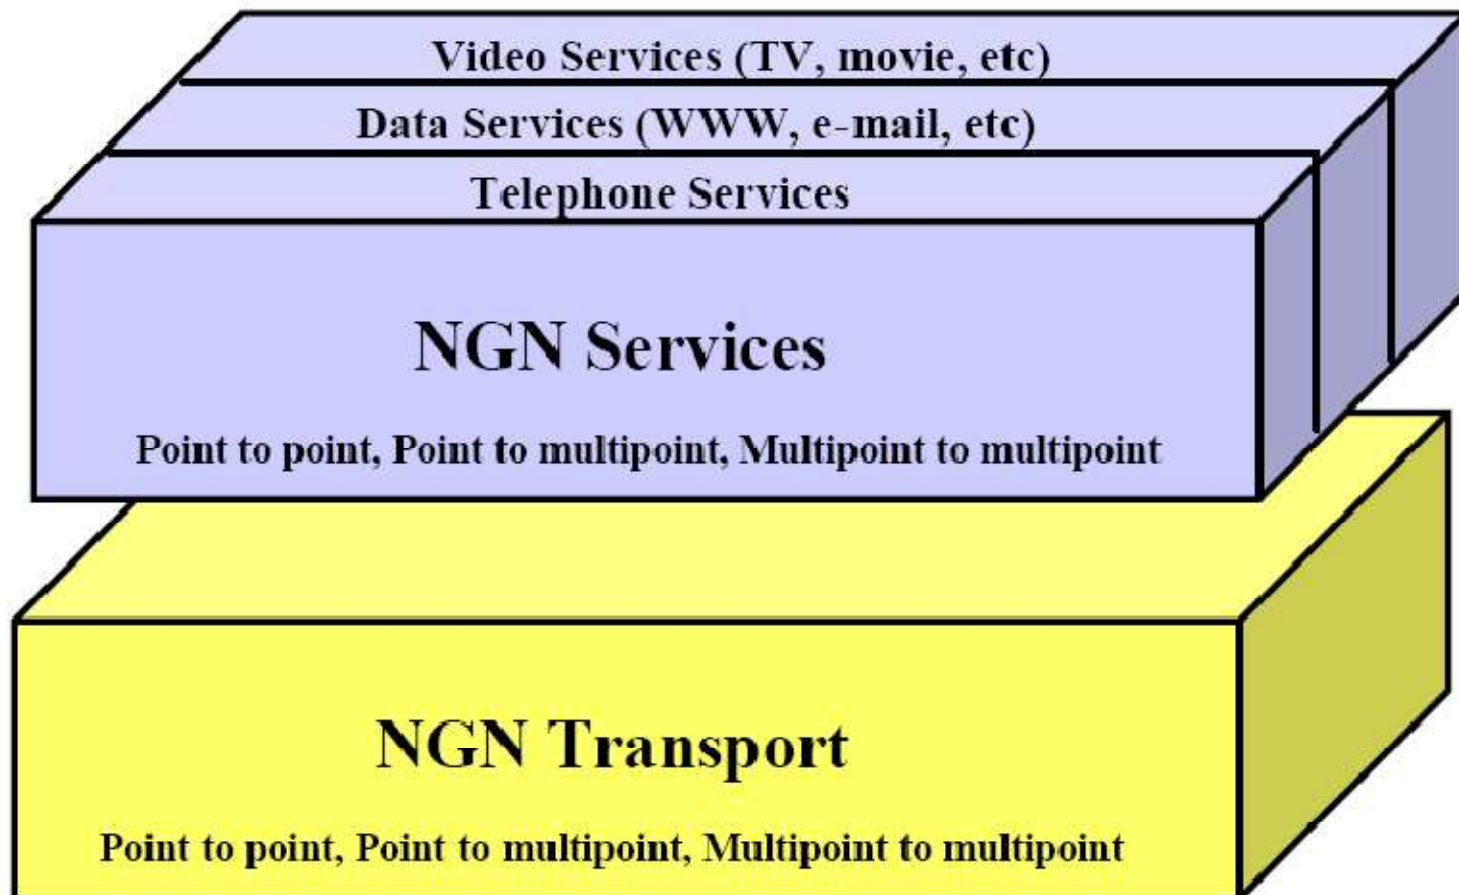 Video Services (TV, movie, etc)
Data Services (WWW, e-mail, etc)
Telephone Services
NGN Services
Point to point, Point to multipoint, Multipoint to multipoint
NGN Transport
Point to point, Point to multipoint, Multipoint to multipoint